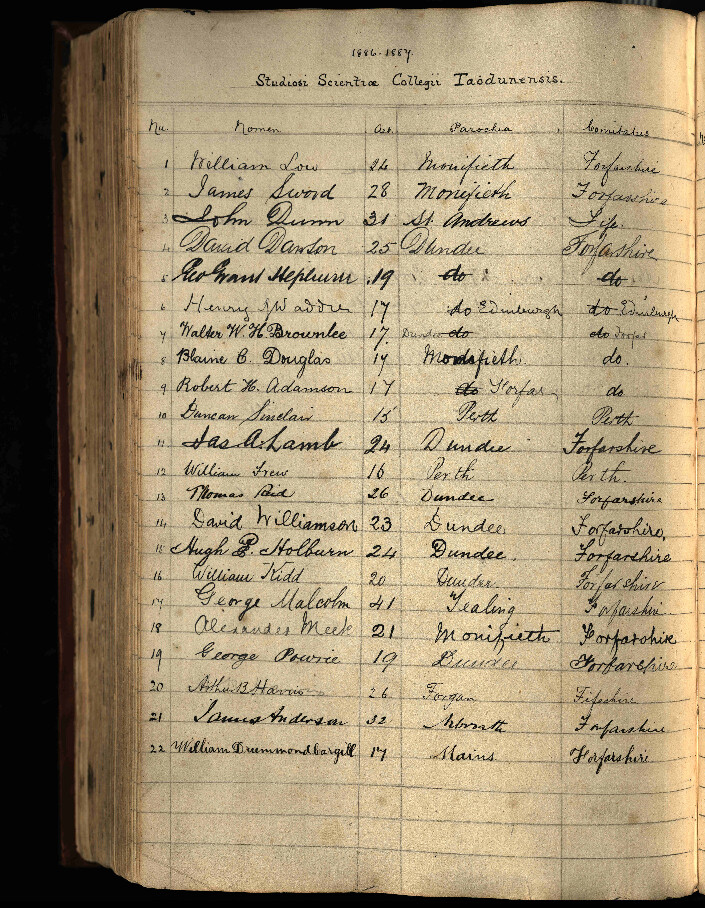 1886-1887.
Studiosi Scientiæ Collegii Taodunensis.
Nu. Nomen Aet. Parochia Comitatus
1 William Low 24 Monifieth Forfarshire
2 James Sword 28 Monifieth Forfarshire
3 John Dunn 31 St. Andrews Fife
4 David Dawson 25 Dundee Forfarshire
5 Geo Grant Hepburn 19 do do
6 Henry Waddie 17 do Edinburgh do Edinburgh
7 Walter W. H. Brownlee 17. Dundee do do Forfar
8 Blaine C. Douglas 17 Monifieth do.
9 Robert H. Adamson 17 do Forfar do
10 Duncan Sinclair 15 Perth Perth
11 Jas A. Lamb 24 Dundee Forfarshire
12 William Frew 16 Perth Perth.
13 Thomas Reid 26 Dundee Forfarshire
14 David Williamson 23 Dundee Forfarshire.
15 Hugh P. Holburn 24 Dundee. Forfarshire
16 William Kidd 20 Dundee Forfarshire
17 George Malcolm 41 Tealing Forfarshire
18 Alexander Meek 21 Monifieth Forfarshire
19 George Powrie 19 Dundee Forfarshire
20 Arthur B Harris 26 Forgan Fifeshire
21 James Anderson 32 Arbroath Forfarshire
22 William Drummond Cargill 17 Mains Forfarshire